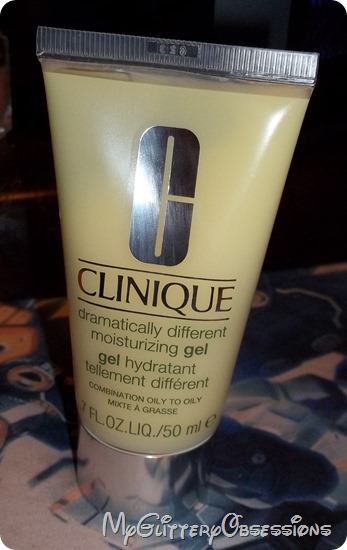 CLINIQUE
dramatically different
moisturizing gel
gel hydratant
tellement différent
COMBINATION OILY TO OILY
MIXTE À GRASSE
7 FL.OZ.LIQ./50 ml e
MyGlitteryObsessions